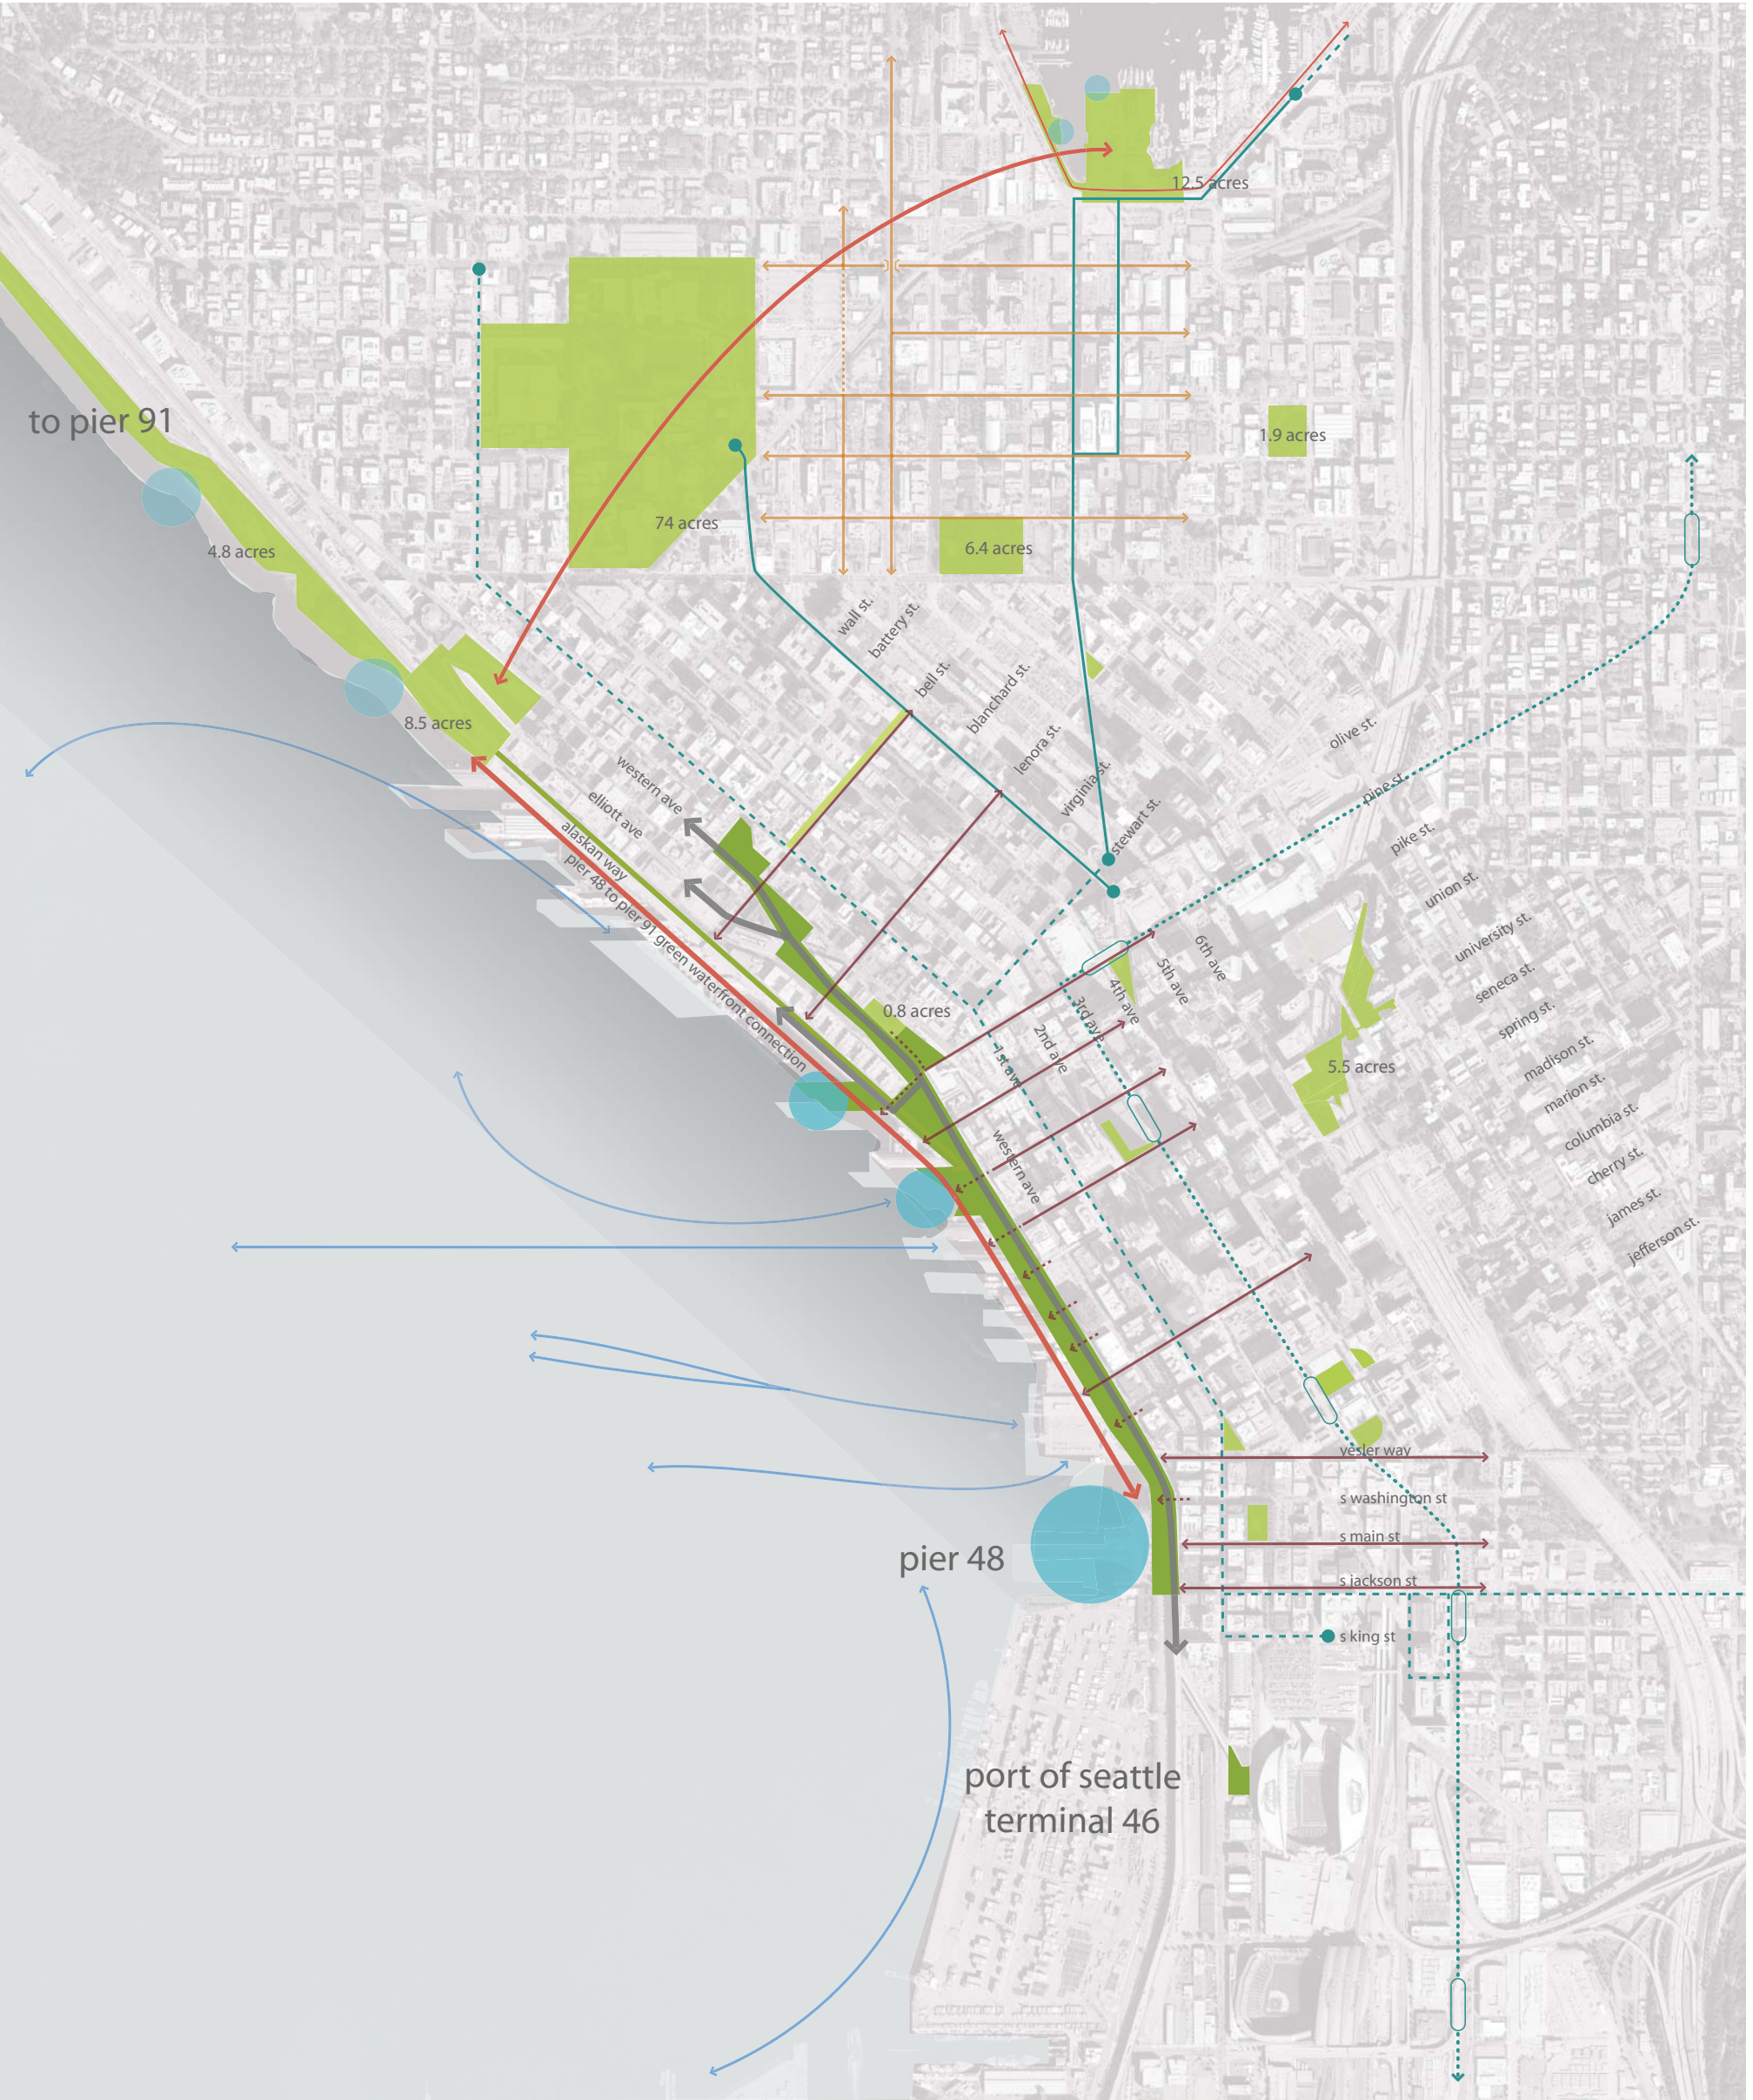 12.5 acres
to pier 91
1.9 acres
74 acres
4.8 acres
6.4 acres
8.5 acres
wall st.
battery st.
bell st.
blanchard st.
lenora st.
virginia st.
stewart st.
olive st.
pine st.
pike st.
union st.
university st.
seneca st.
spring st.
madison st.
marion st.
columbia st.
cherry st.
james st.
jefferson st.
western ave
elliott ave
alaskan way
pier 48 to pier 91 green waterfront connection
0.8 acres
6th ave
5th ave
4th ave
3rd ave
2nd ave
1st ave
western ave
5.5 acres
yesler way
s washington st
s main st
s jackson st
s king st
pier 48
port of seattle
terminal 46